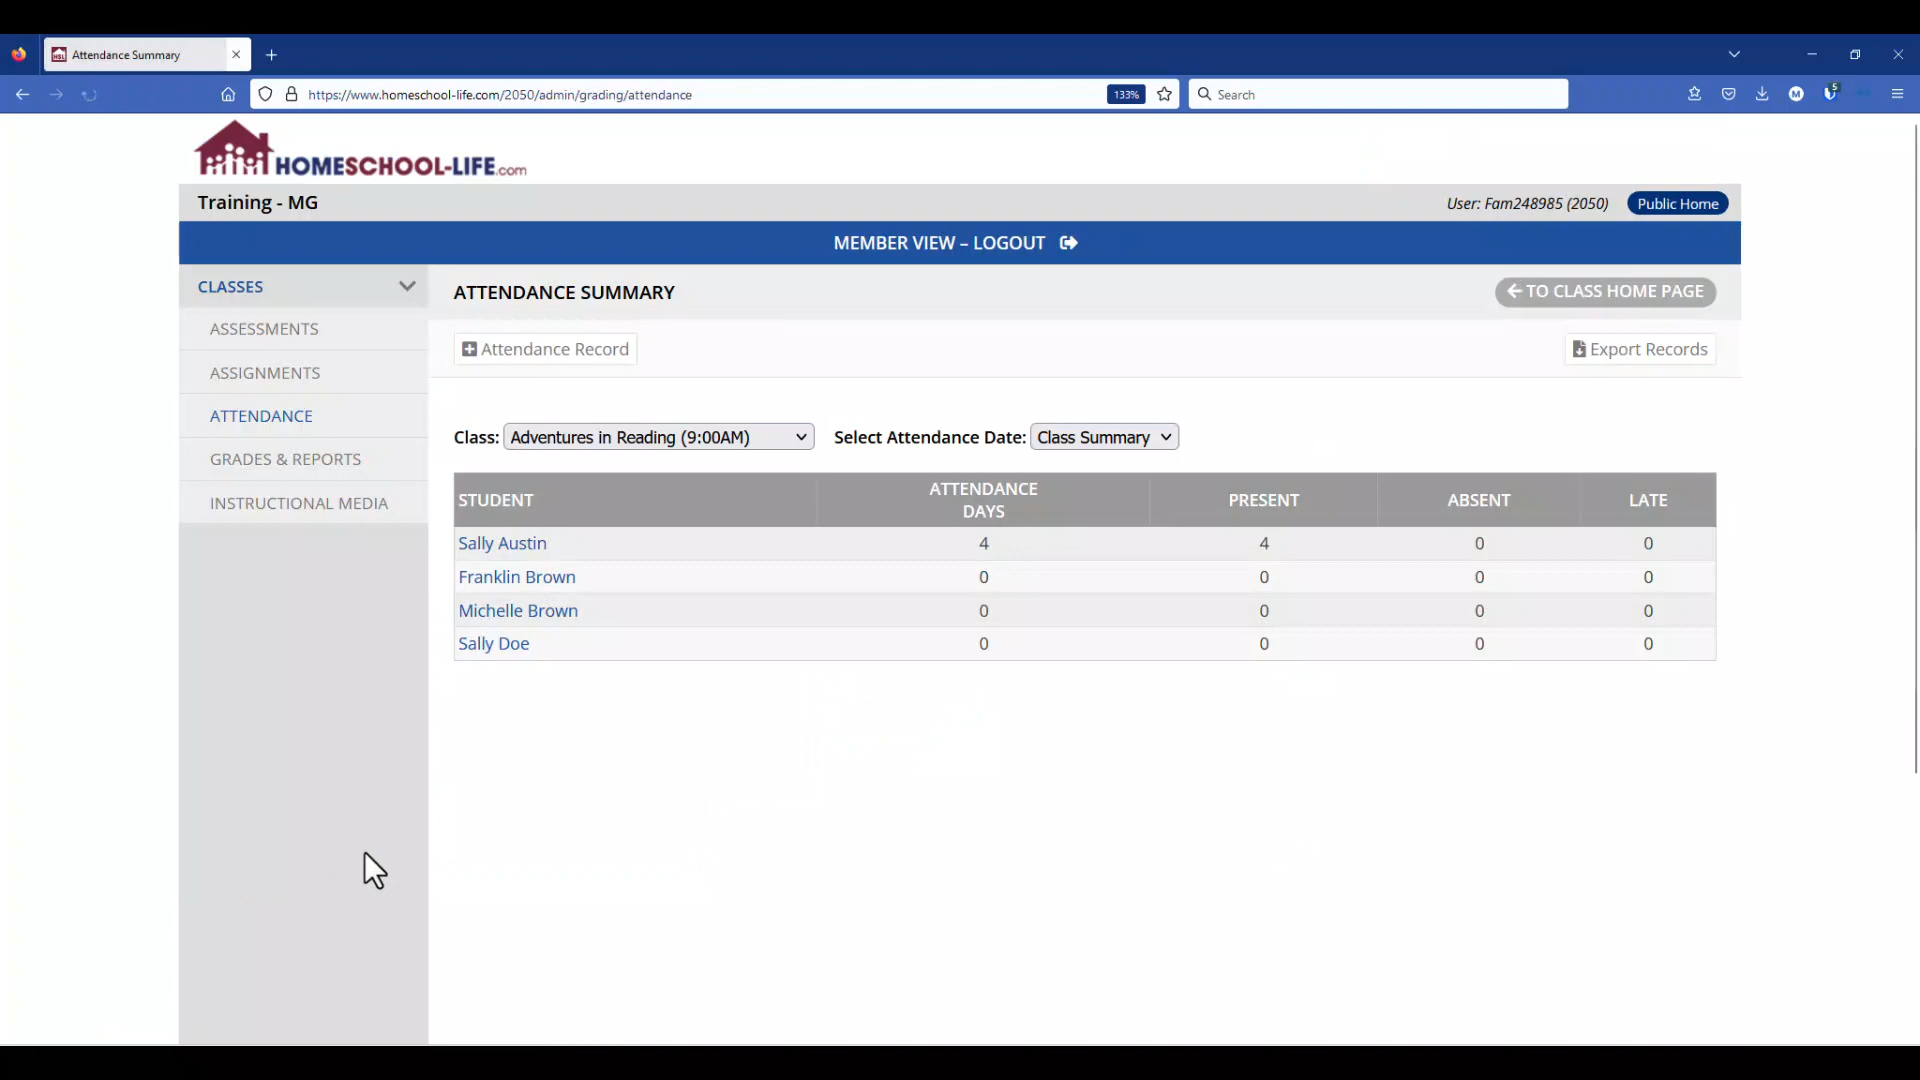 Attendance Summary
https://www.homeschool-life.com/2050/admin/grading/attendance
133%
Search
M
5
HSL
HOMESCHOOL-LIFE.com
Training - MG
User: Fam248985 (2050)
Public Home
MEMBER VIEW – LOGOUT
CLASSES
ASSESSMENTS
ASSIGNMENTS
ATTENDANCE
GRADES & REPORTS
INSTRUCTIONAL MEDIA
ATTENDANCE SUMMARY
TO CLASS HOME PAGE
Attendance Record
Export Records
Class: Adventures in Reading (9:00AM) Select Attendance Date: Class Summary
STUDENT ATTENDANCE DAYS PRESENT ABSENT LATE
Sally Austin 4 4 0 0
Franklin Brown 0 0 0 0
Michelle Brown 0 0 0 0
Sally Doe 0 0 0 0